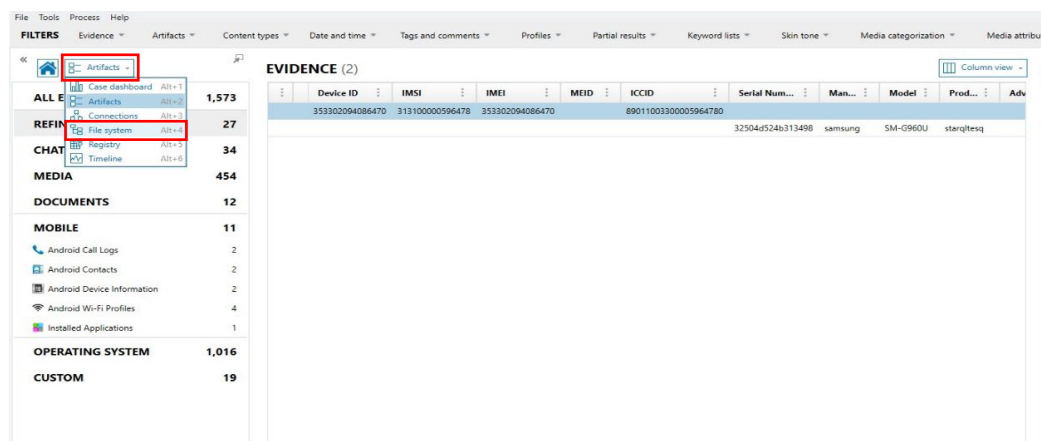 File Tools Process Help
FILTERS Evidence Artifacts Content types Date and time Tags and comments Profiles Partial results Keyword lists Skin tone Media categorization Media attribu
« Artifacts
EVIDENCE (2) Column view
Case dashboard Alt+1
Artifacts Alt+2
Connections Alt+3
File system Alt+4
Registry Alt+5
Timeline Alt+6
ALL E 1,573
REFIN 27
CHAT 34
MEDIA 454
DOCUMENTS 12
MOBILE 11
Android Call Logs 2
Android Contacts 2
Android Device Information 2
Android Wi-Fi Profiles 4
Installed Applications 1
OPERATING SYSTEM 1,016
CUSTOM 19
Device ID IMSI IMEI MEID ICCID Serial Num... Man... Model Prod... Adv
353302094086470 313100000596478 353302094086470 89011003300005964780
32504d524b313498 samsung SM-G960U starqltesq